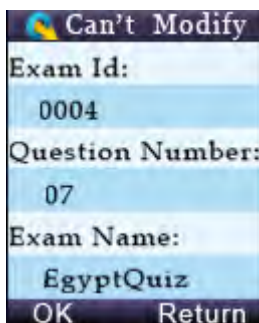 Can't Modify
Exam Id:
0004
Question Number:
07
Exam Name:
EgyptQuiz
OK Return